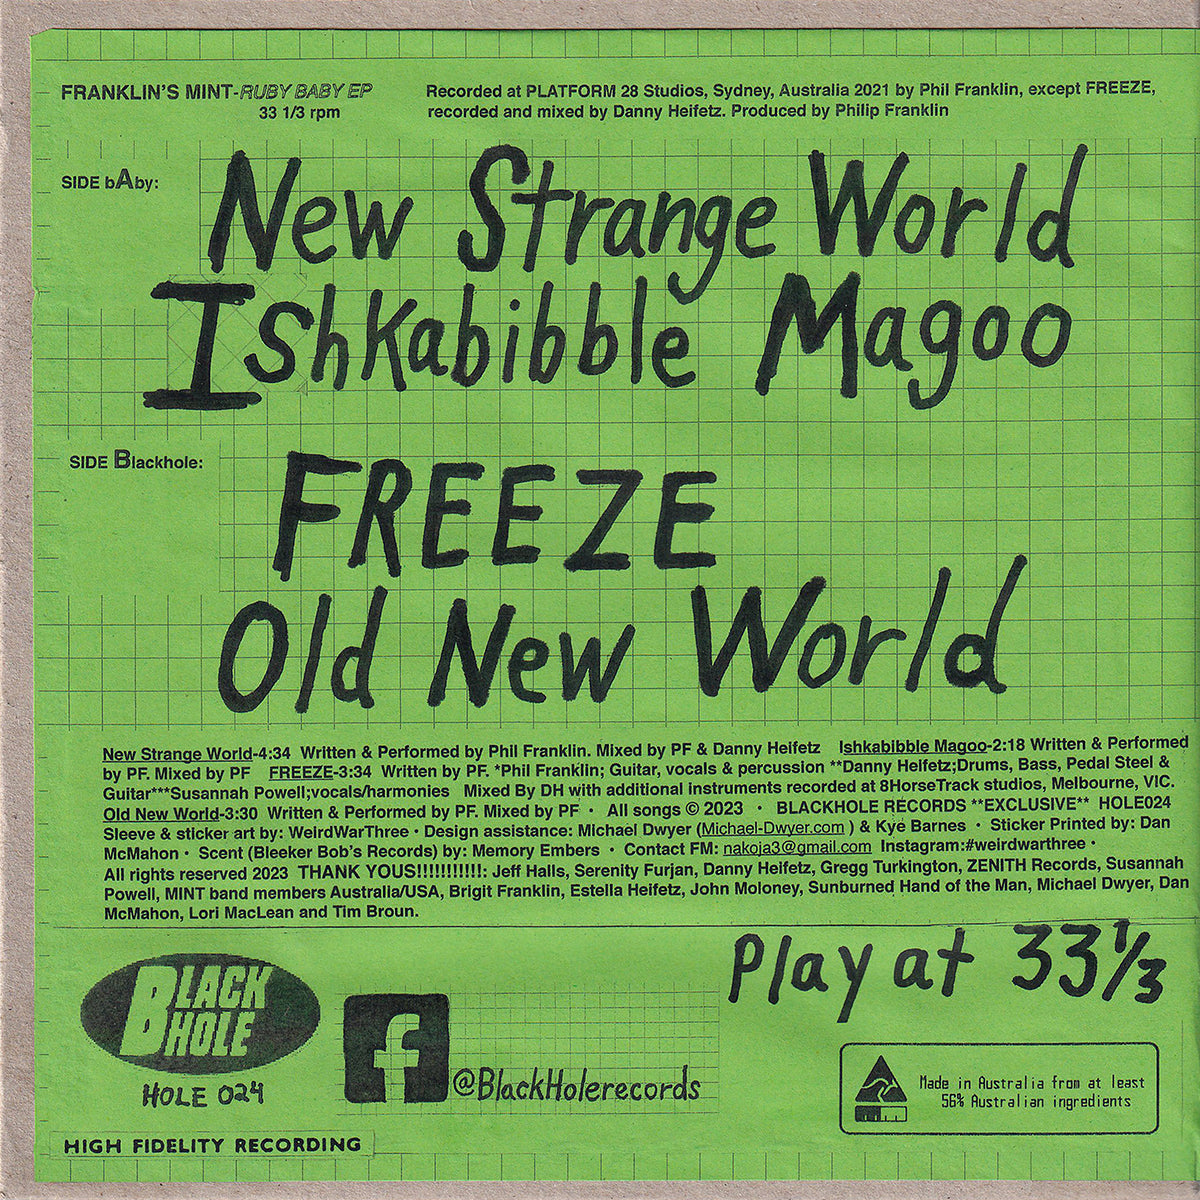 FRANKLIN'S MINT-RUBY BABY EP
33 1/3 rpm
Recorded at PLATFORM 28 Studios, Sydney, Australia 2021 by Phil Franklin, except FREEZE,
recorded and mixed by Danny Heifetz. Produced by Philip Franklin
SIDE bAby:
New Strange World
Ishkabibble Magoo
SIDE Blackhole:
FREEZE
Old New World
New Strange World-4:34 Written & Performed by Phil Franklin. Mixed by PF & Danny Heifetz Ishkabibble Magoo-2:18 Written & Performed
by PF. Mixed by PF FREEZE-3:34 Written by PF. *Phil Franklin; Guitar, vocals & percussion **Danny Heifetz;Drums, Bass, Pedal Steel &
Guitar***Susannah Powell;vocals/harmonies Mixed By DH with additional instruments recorded at 8HorseTrack studios, Melbourne, VIC.
Old New World-3:30 Written & Performed by PF. Mixed by PF • All songs © 2023 • BLACKHOLE RECORDS **EXCLUSIVE** HOLE024
Sleeve & sticker art by: WeirdWarThree • Design assistance: Michael Dwyer (Michael-Dwyer.com ) & Kye Barnes • Sticker Printed by: Dan
McMahon • Scent (Bleeker Bob's Records) by: Memory Embers • Contact FM: nakoja3@gmail.com Instagram:#weirdwarthree •
All rights reserved 2023 THANK YOUS!!!!!!!!!!!: Jeff Halls, Serenity Furjan, Danny Heifetz, Gregg Turkington, ZENITH Records, Susannah
Powell, MINT band members Australia/USA, Brigit Franklin, Estella Heifetz, John Moloney, Sunburned Hand of the Man, Michael Dwyer, Dan
McMahon, Lori MacLean and Tim Broun.
Play at 33 1/3
BLACK
HOLE
HOLE 024
f @BlackHolerecords
Made in Australia from at least
56% Australian ingredients
HIGH FIDELITY RECORDING